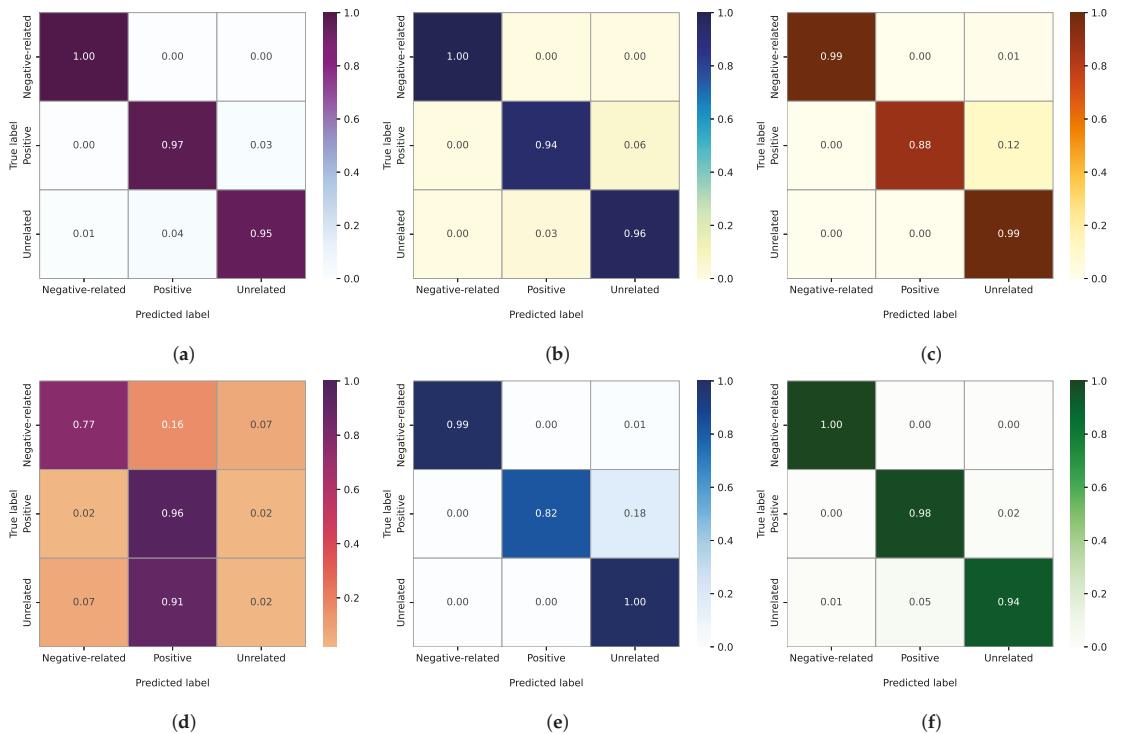 Negative-related 1.00 0.00 0.00
True label
Positive 0.00 0.97 0.03
Unrelated 0.01 0.04 0.95
1.0
0.8
0.6
0.4
0.2
0.0
Negative-related Positive Unrelated
Predicted label
(a)
Negative-related 1.00 0.00 0.00
True label
Positive 0.00 0.94 0.06
Unrelated 0.00 0.03 0.96
1.0
0.8
0.6
0.4
0.2
0.0
Negative-related Positive Unrelated
Predicted label
(b)
Negative-related 0.99 0.00 0.01
True label
Positive 0.00 0.88 0.12
Unrelated 0.00 0.00 0.99
1.0
0.8
0.6
0.4
0.2
0.0
Negative-related Positive Unrelated
Predicted label
(c)
Negative-related 0.77 0.16 0.07
True label
Positive 0.02 0.96 0.02
Unrelated 0.07 0.91 0.02
1.0
0.8
0.6
0.4
0.2
Negative-related Positive Unrelated
Predicted label
(d)
Negative-related 0.99 0.00 0.01
True label
Positive 0.00 0.82 0.18
Unrelated 0.00 0.00 1.00
1.0
0.8
0.6
0.4
0.2
0.0
Negative-related Positive Unrelated
Predicted label
(e)
Negative-related 1.00 0.00 0.00
True label
Positive 0.00 0.98 0.02
Unrelated 0.01 0.05 0.94
1.0
0.8
0.6
0.4
0.2
0.0
Negative-related Positive Unrelated
Predicted label
(f)